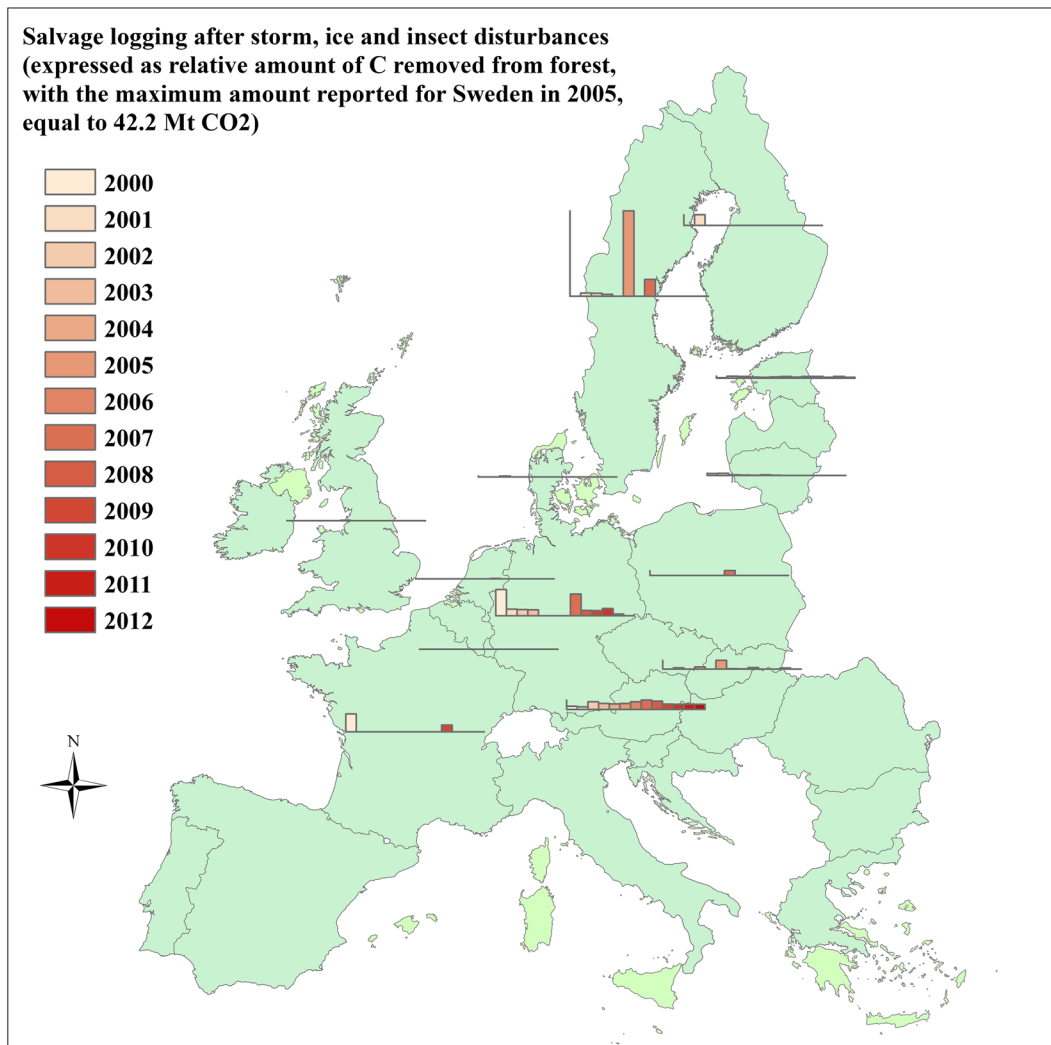 Salvage logging after storm, ice and insect disturbances
(expressed as relative amount of C removed from forest,
with the maximum amount reported for Sweden in 2005,
equal to 42.2 Mt CO2)
2000
2001
2002
2003
2004
2005
2006
2007
2008
2009
2010
2011
2012
N